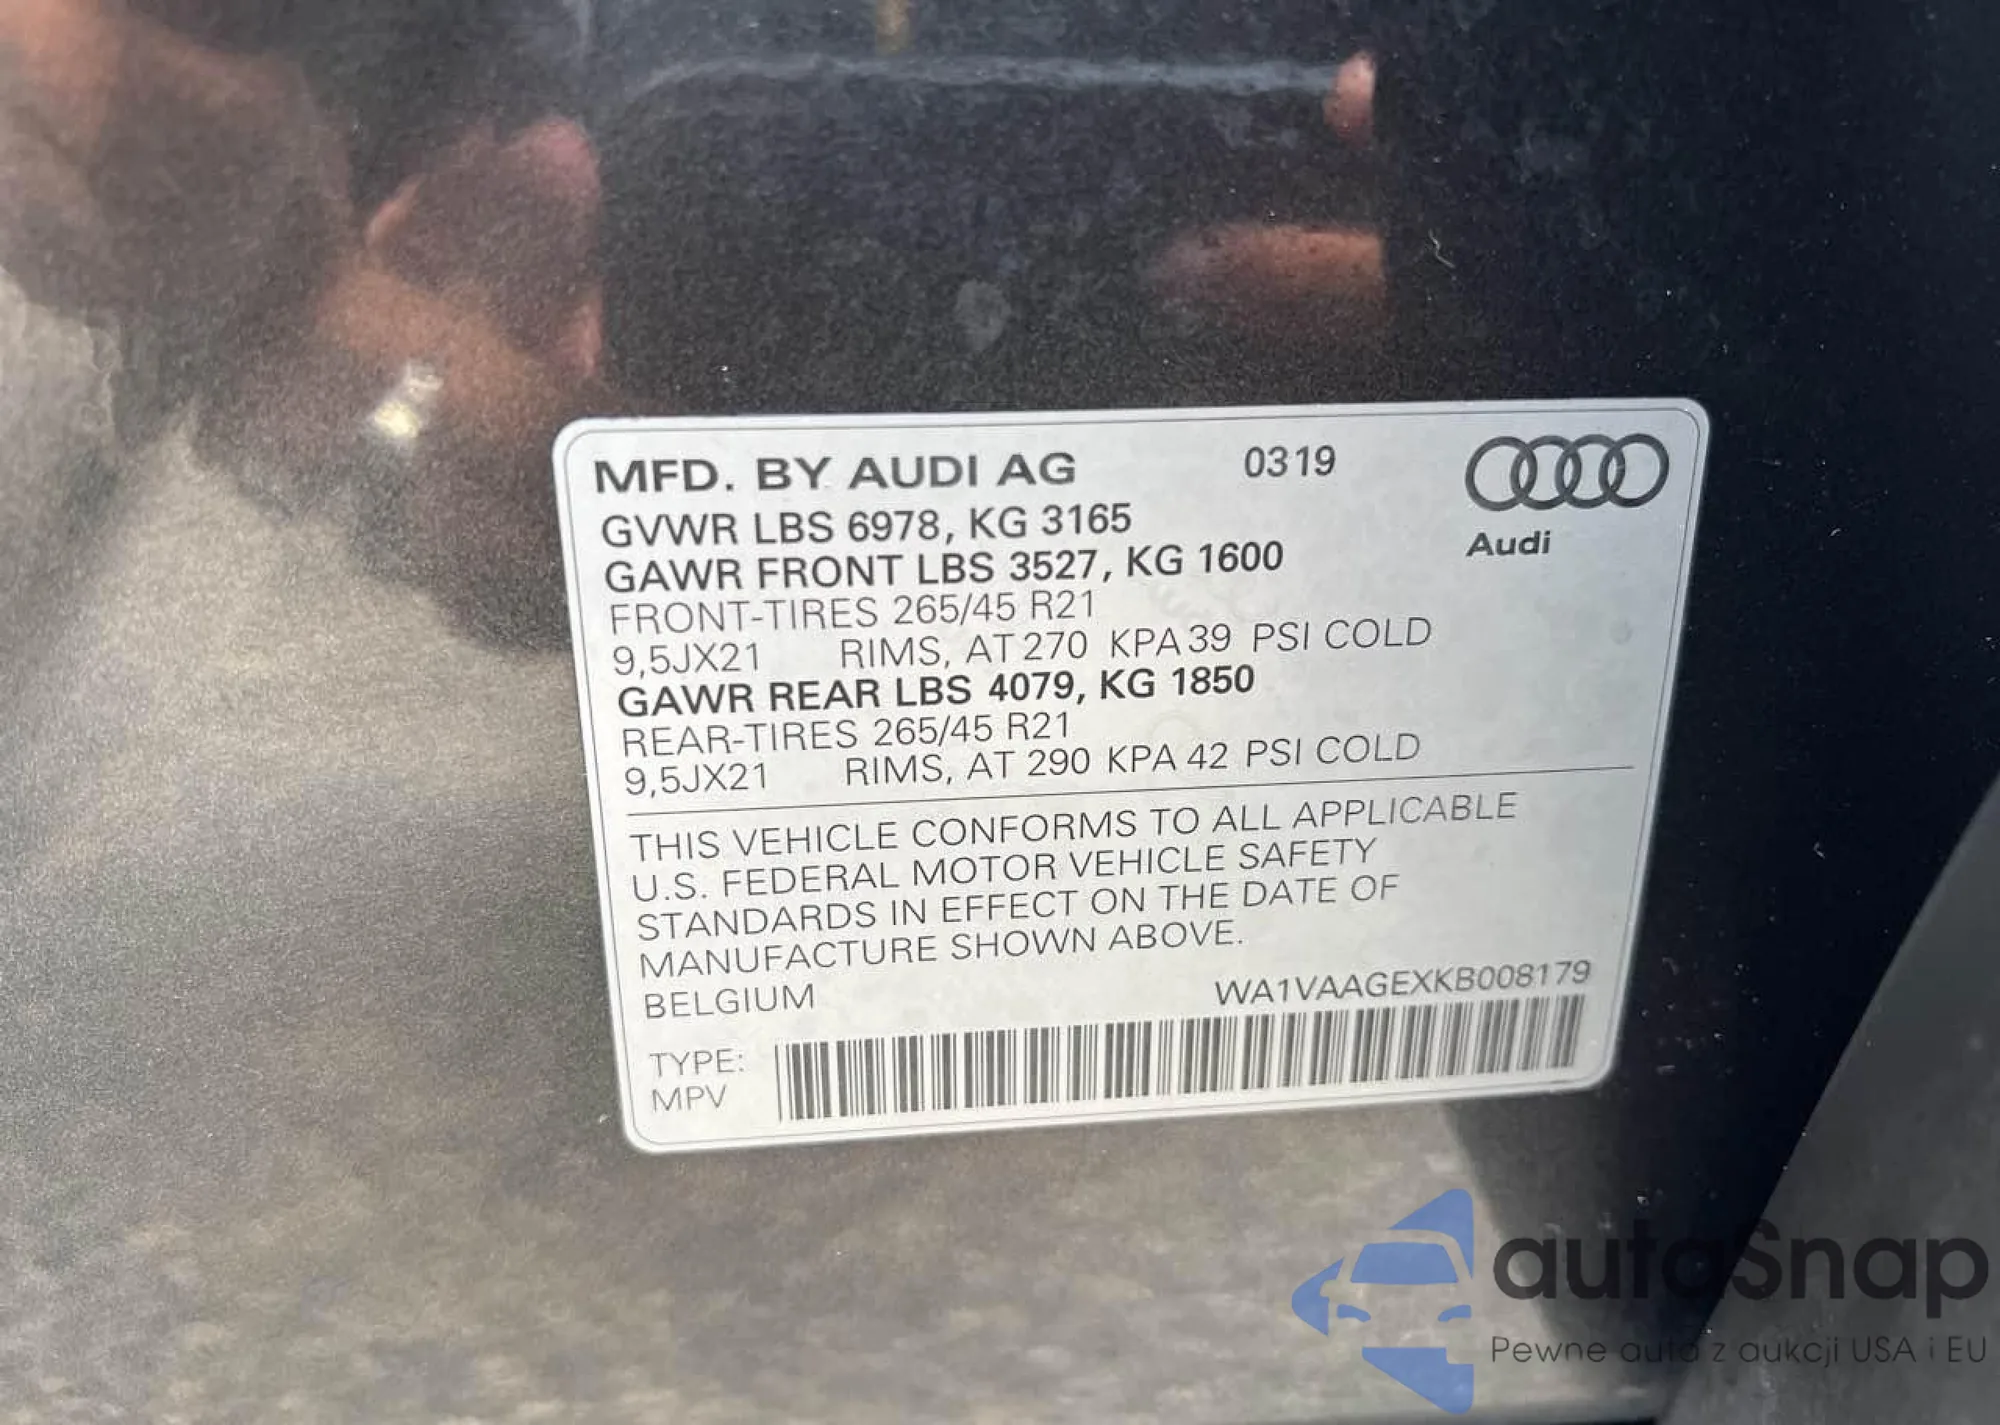 MFD. BY AUDI AG 0319
GVWR LBS 6978, KG 3165
Audi
GAWR FRONT LBS 3527, KG 1600
FRONT-TIRES 265/45 R21
9,5JX21 RIMS, AT 270 KPA 39 PSI COLD
GAWR REAR LBS 4079, KG 1850
REAR-TIRES 265/45 R21
9,5JX21 RIMS, AT 290 KPA 42 PSI COLD
THIS VEHICLE CONFORMS TO ALL APPLICABLE
U.S. FEDERAL MOTOR VEHICLE SAFETY
STANDARDS IN EFFECT ON THE DATE OF
MANUFACTURE SHOWN ABOVE.
BELGIUM WA1VAAGEXKB008179
TYPE:
MPV
autaSnap
Pewne auta z aukcji USA i EU